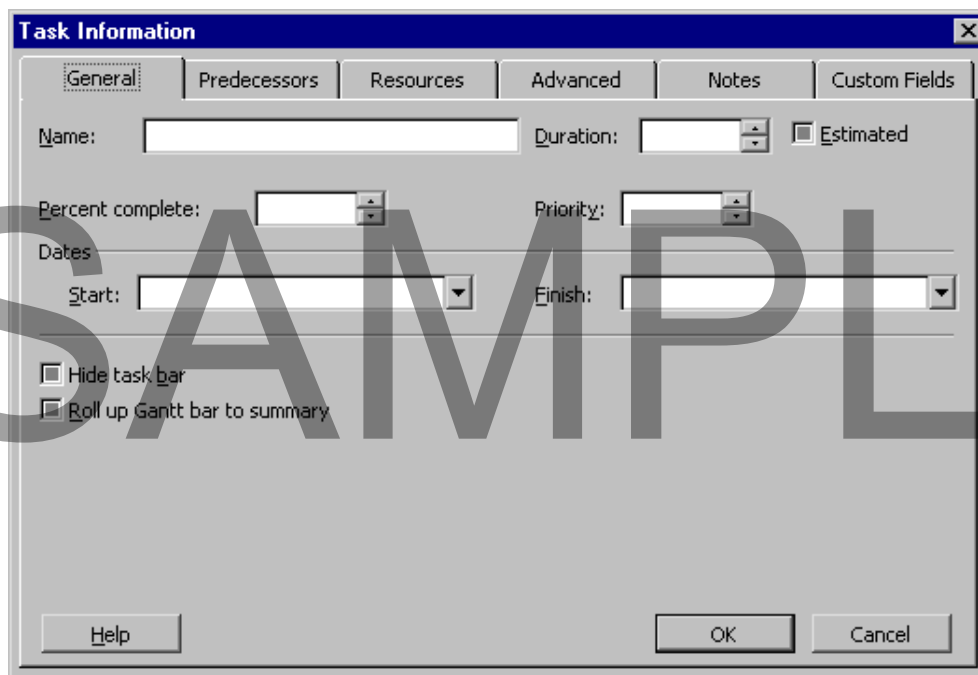 Task Information
General Predecessors Resources Advanced Notes Custom Fields
Name: Duration: Estimated
Percent complete: Priority:
Dates
Start: Finish:
Hide task bar
Roll up Gantt bar to summary
Help OK Cancel
SAMPL